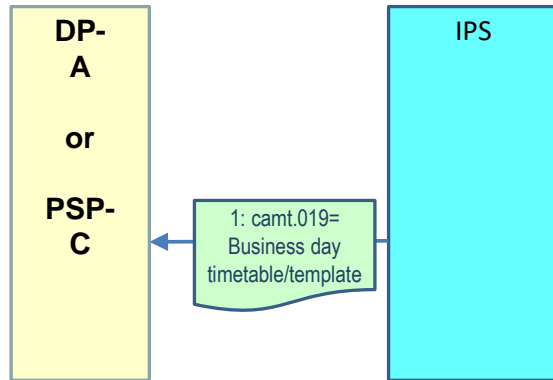 DP-
A
or
PSP-
C
IPS
1: camt.019=
Business day
timetable/template